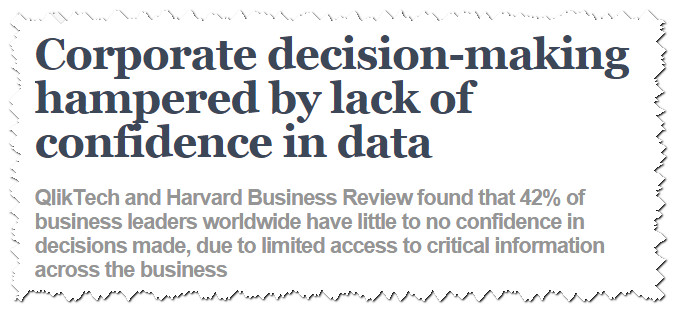 Corporate decision-making
hampered by lack of
confidence in data
QlikTech and Harvard Business Review found that 42% of
business leaders worldwide have little to no confidence in
decisions made, due to limited access to critical information
across the business